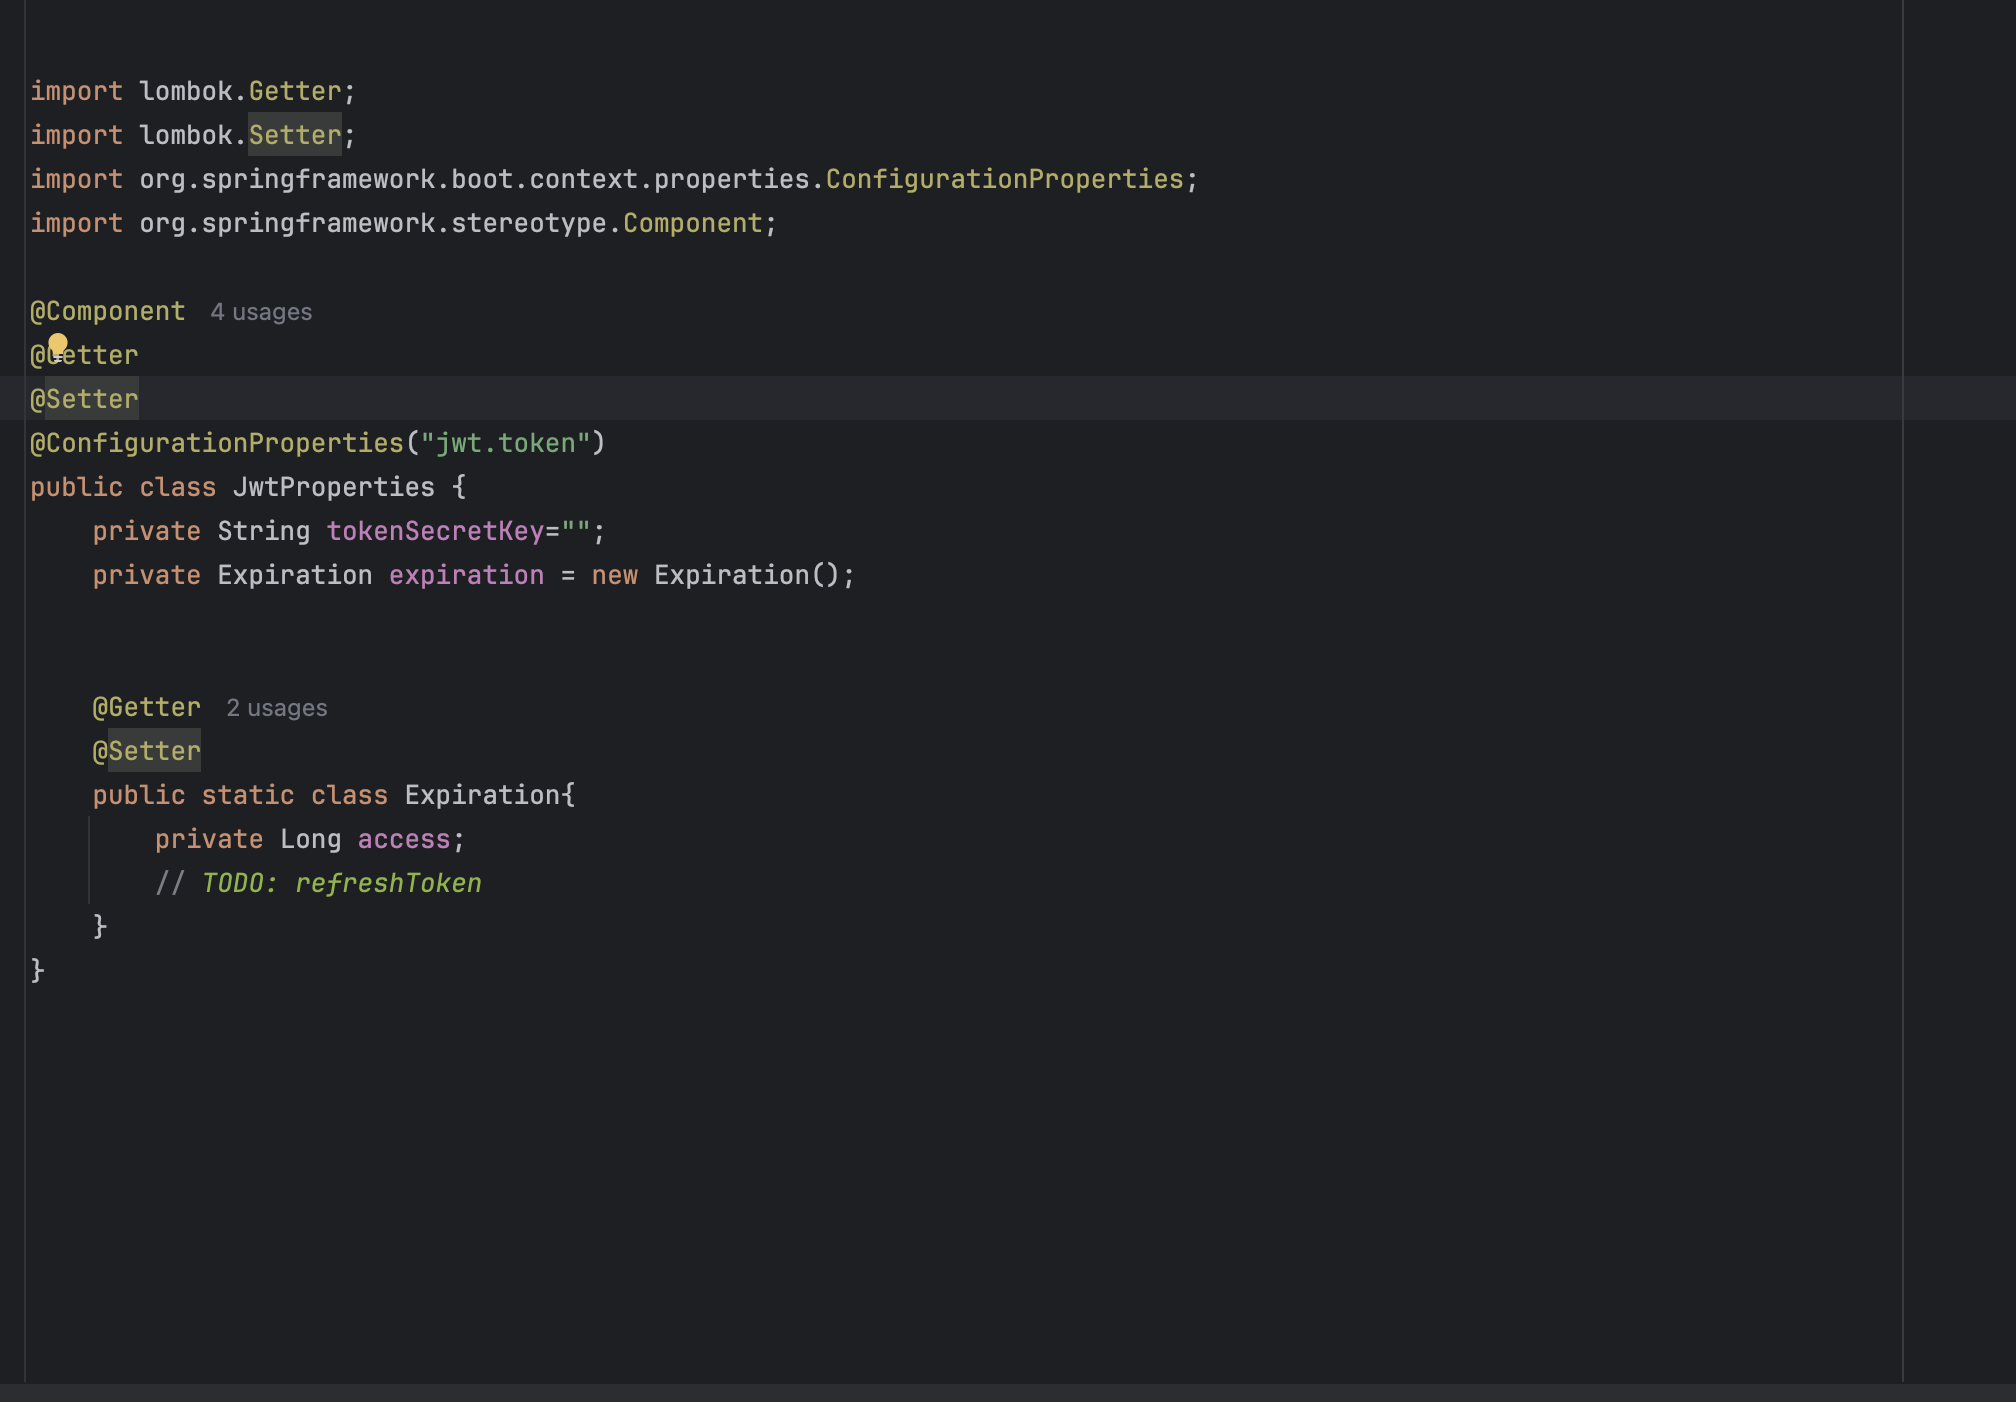 import lombok.Getter;
import lombok.Setter;
import org.springframework.boot.context.properties.ConfigurationProperties;
import org.springframework.stereotype.Component;
@Component 4 usages
@Getter
@Setter
@ConfigurationProperties("jwt.token")
public class JwtProperties {
private String tokenSecretKey="";
private Expiration expiration = new Expiration();
@Getter 2 usages
@Setter
public static class Expiration{
private Long access;
// TODO: refreshToken
}
}